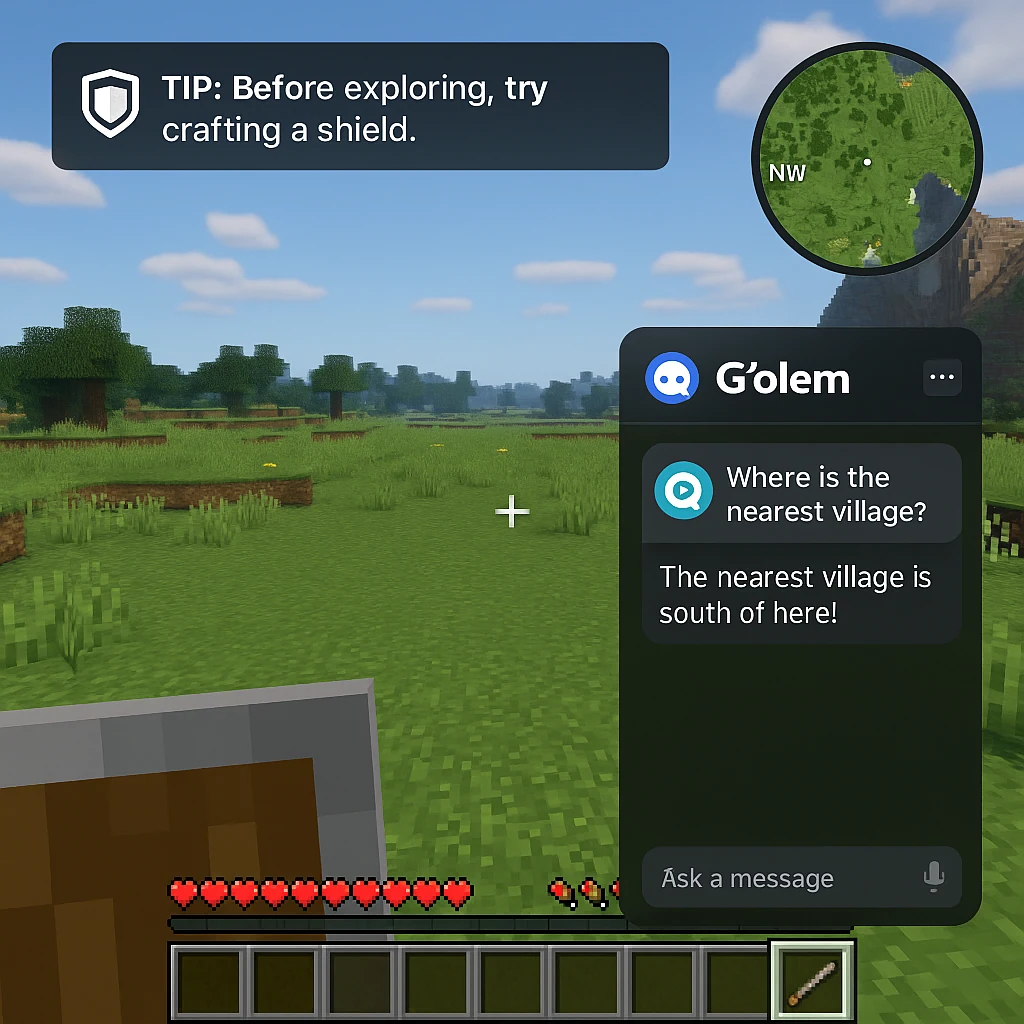 TIP: Before exploring, try
crafting a shield.
NW
G'olem
Where is the
nearest village?
The nearest village is
south of here!
Ask a message